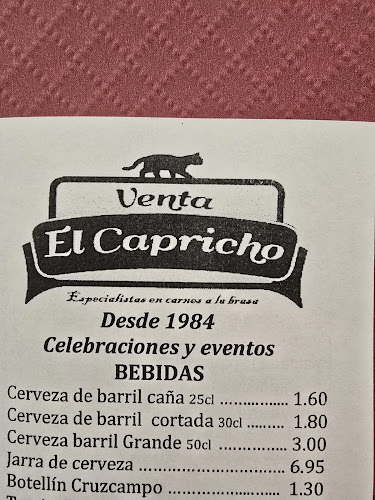 Venta
El Capricho
Especialistas en carnes a la brasa
Desde 1984
Celebraciones y eventos
BEBIDAS
Cerveza de barril caña 25cl ................. 1.60
Cerveza de barril cortada 30cl ......... 1.80
Cerveza barril Grande 50cl ............... 3.00
Jarra de cerveza ................................ 6.95
Botellín Cruzcampo ......................... 1.30